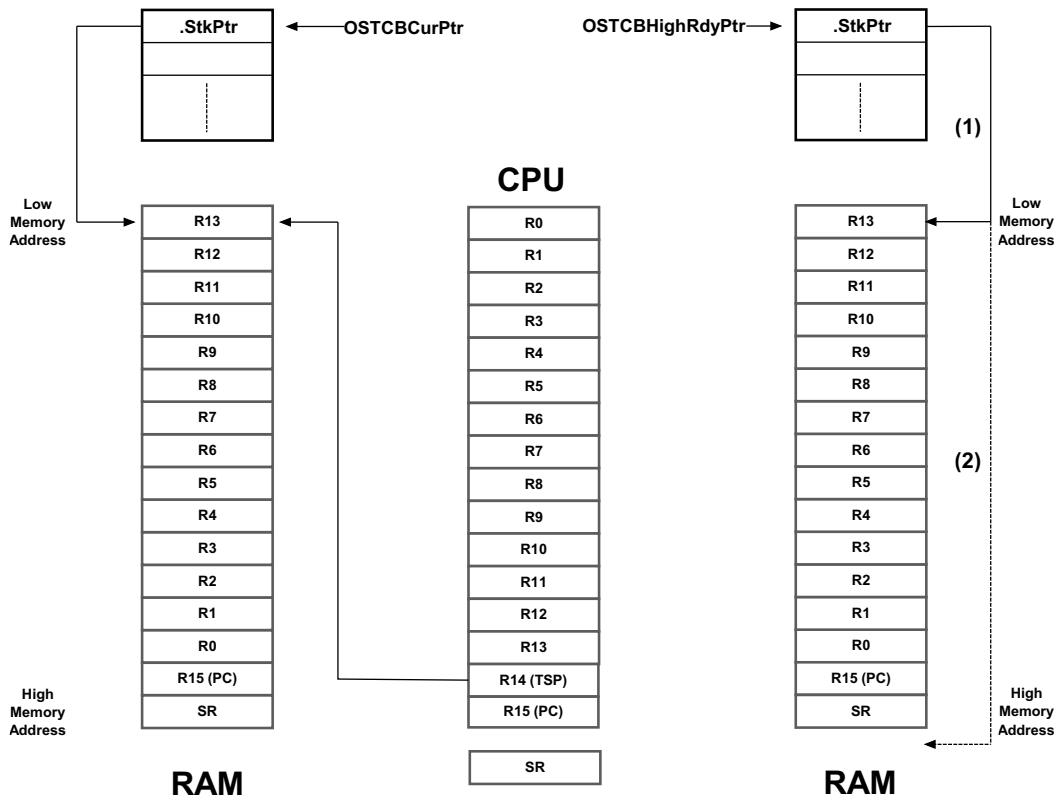 .StkPtr
OSTCBCurPtr
OSTCBHighRdyPtr
.StkPtr
(1)
CPU
Low
Memory
Address
R13
R12
R11
R10
R9
R8
R7
R6
R5
R4
R3
R2
R1
R0
R15 (PC)
SR
High
Memory
Address
RAM
R0
R1
R2
R3
R4
R5
R6
R7
R8
R9
R10
R11
R12
R13
R14 (TSP)
R15 (PC)
SR
R13
R12
R11
R10
R9
R8
R7
R6
R5
R4
R3
R2
R1
R0
R15 (PC)
SR
RAM
Low
Memory
Address
(2)
High
Memory
Address